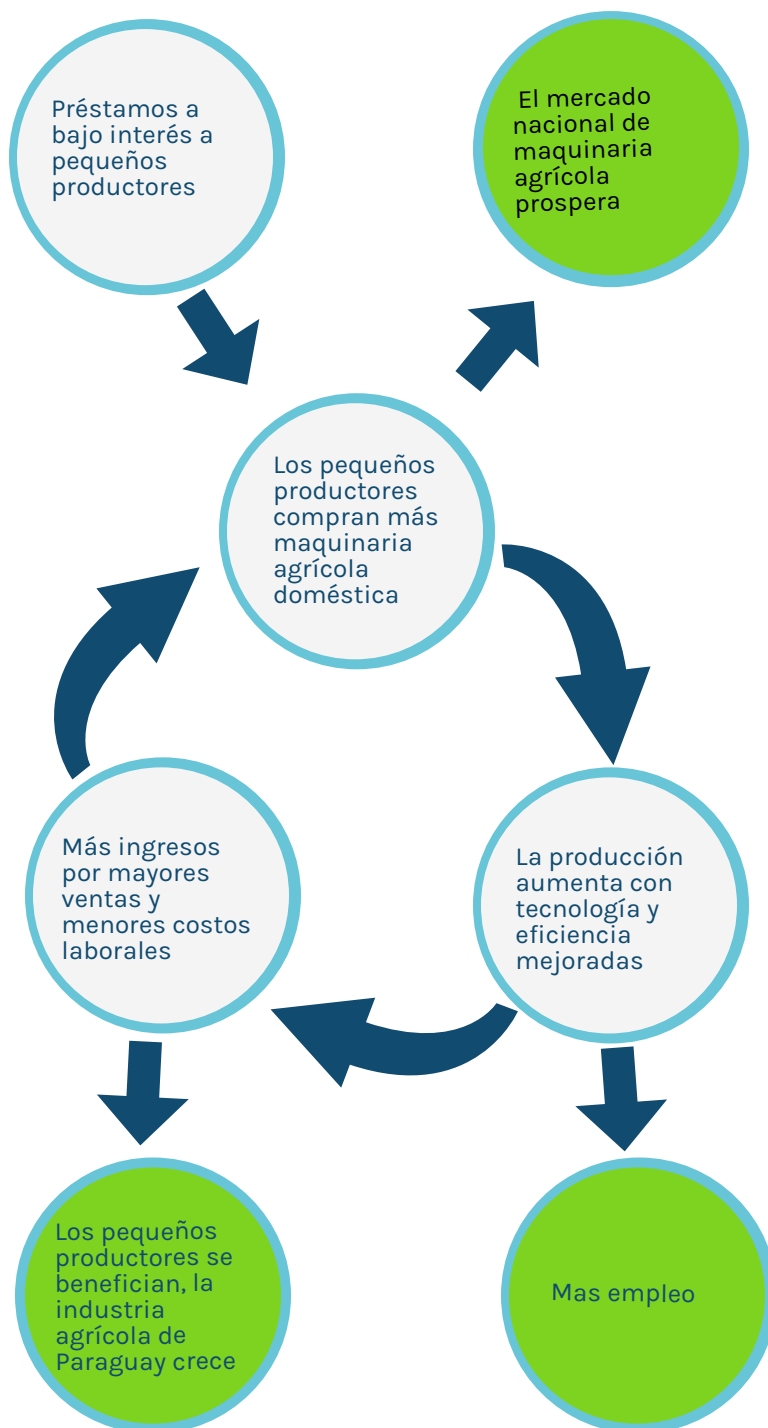 Préstamos a
bajo interés a
pequeños
productores
El mercado
nacional de
maquinaria
agrícola
prospera
Los pequeños
productores
compran más
maquinaria
agrícola
doméstica
Más ingresos
por mayores
ventas y
menores costos
laborales
La producción
aumenta con
tecnología y
eficiencia
mejoradas
Los pequeños
productores se
benefician, la
industria
agrícola de
Paraguay crece
Mas empleo